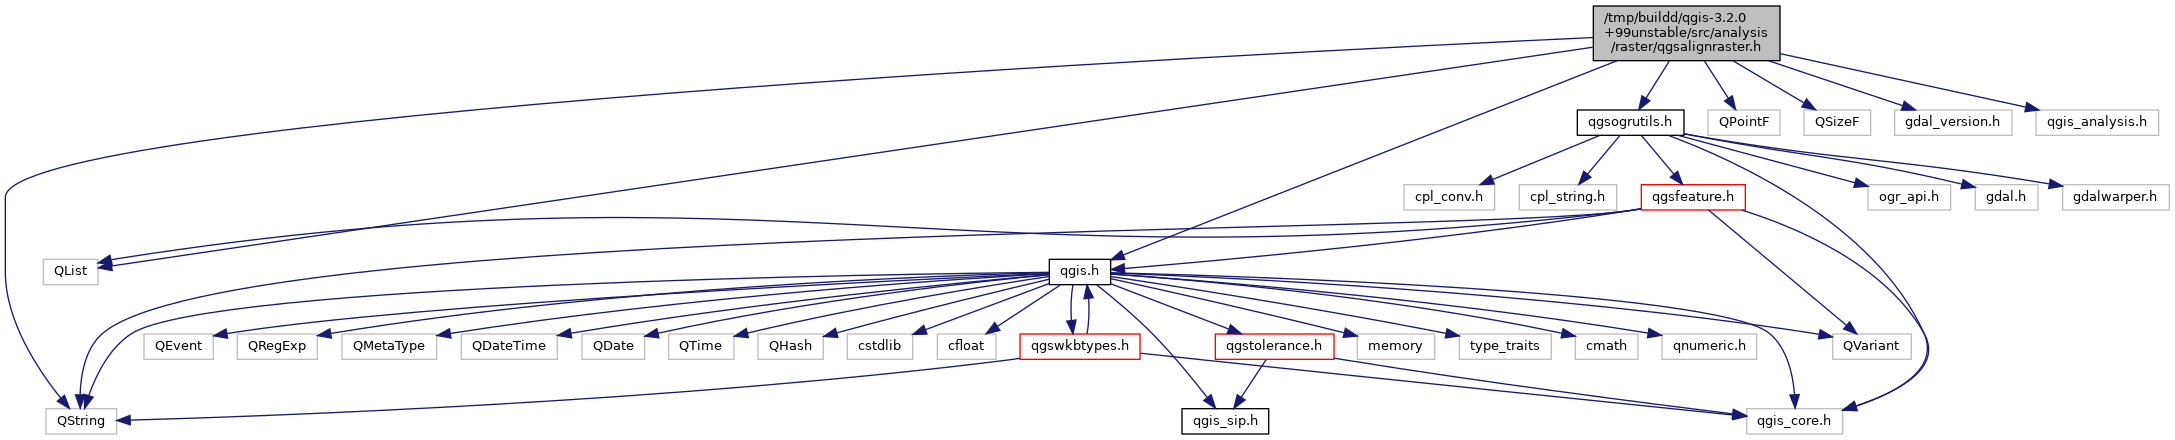 /tmp/buildd/qgis-3.2.0
+99unstable/src/analysis
/raster/qgsalignraster.h
qgsogrutils.h
QPointF
QSizeF
gdal_version.h
qgis_analysis.h
cpl_conv.h
cpl_string.h
qgsfeature.h
ogr_api.h
gdal.h
gdalwarper.h
QList
qgis.h
QEvent
QRegExp
QMetaType
QDateTime
QDate
QTime
QHash
cstdlib
cfloat
qgswkbtypes.h
qgstolerance.h
memory
type_traits
cmath
qnumeric.h
QVariant
QString
qgis_sip.h
qgis_core.h